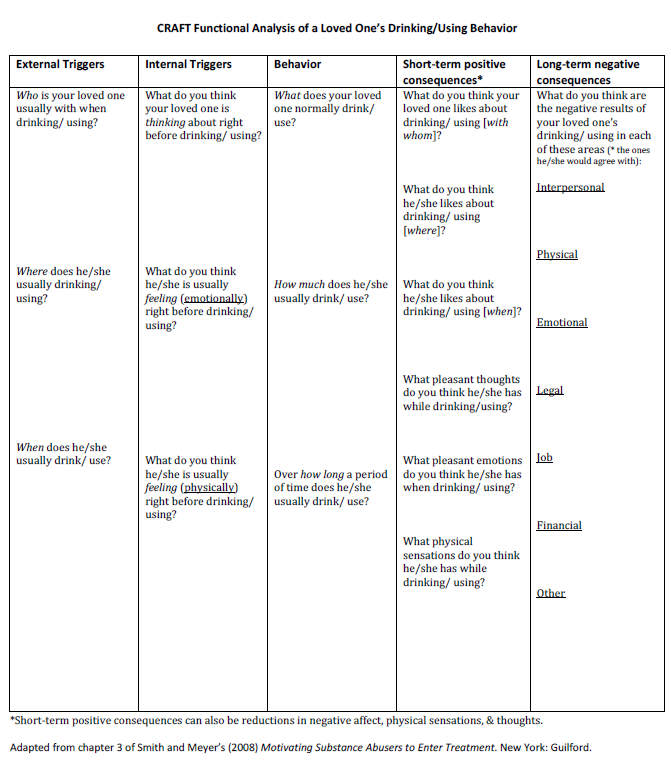 CRAFT Functional Analysis of a Loved One's Drinking/Using Behavior
External Triggers
Who is your loved one
usually with when
drinking/ using?
Where does he/she
usually drinking/
using?
When does he/she
usually drink/ use?
Internal Triggers
What do you think
your loved one is
thinking about right
before drinking/ using?
What do you think
he/she is usually
feeling (emotionally)
right before drinking/
using?
What do you think
he/she is usually
feeling (physically)
right before drinking/
using?
Behavior
What does your loved
one normally drink/
use?
How much does he/she
usually drink/ use?
Over how long a period
of time does he/she
usually drink/ use?
Short-term positive
consequences*
What do you think your
loved one likes about
drinking/ using [with
whom]?
What do you think
he/she likes about
drinking/ using
[where]?
What do you think
he/she likes about
drinking/ using [when]?
What pleasant thoughts
do you think he/she has
while drinking/using?
What pleasant emotions
do you think he/she has
when drinking/ using?
What physical
sensations do you think
he/she has while
drinking/ using?
Long-term negative
consequences
What do you think are
the negative results of
your loved one's
drinking/ using in each
of these areas (* the ones
he/she would agree with):
Interpersonal
Physical
Emotional
Legal
Job
Financial
Other
*Short-term positive consequences can also be reductions in negative affect, physical sensations, & thoughts.
Adapted from chapter 3 of Smith and Meyer's (2008) Motivating Substance Abusers to Enter Treatment. New York: Guilford.